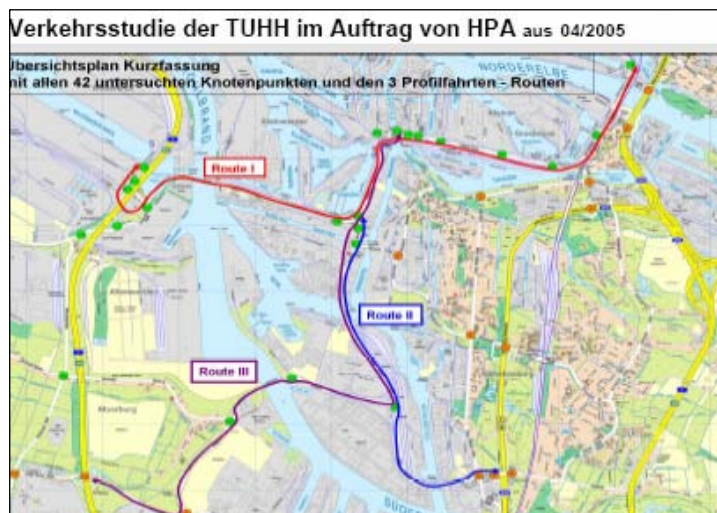 Verkehrsstudie der TUHH im Auftrag von HPA aus 04/2005
Übersichtsplan Kurzfassung
mit allen 42 untersuchten Knotenpunkten und den 3 Profilfahrten - Routen
NORDERELBE
Route I
Route II
Route III
Moorburg